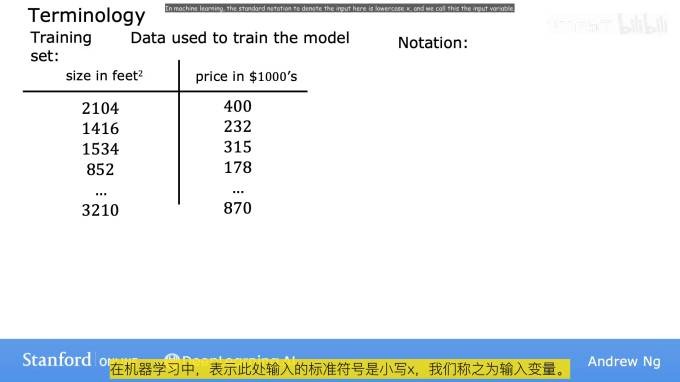 In machine learning, the standard notation to denote the input here is lowercase x, and we call this the input variable.
bilibili
Terminology
Training set: Data used to train the model
Notation:
size in feet² price in $1000's
2104 400
1416 232
1534 315
852 178
... ...
3210 870
在机器学习中，表示此处输入的标准符号是小写x，我们称之为输入变量。
Stanford Andrew Ng